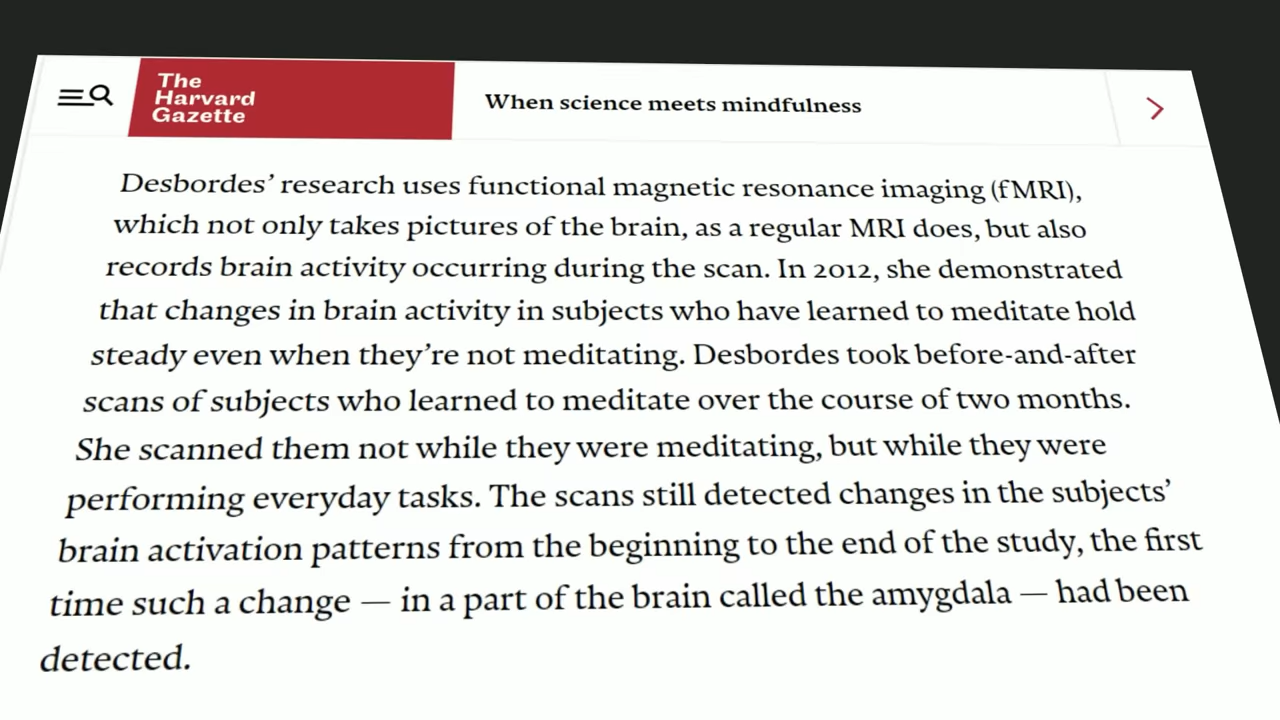 The
Harvard
Gazette
When science meets mindfulness
Desbordes’ research uses functional magnetic resonance imaging (fMRI),
which not only takes pictures of the brain, as a regular MRI does, but also
records brain activity occurring during the scan. In 2012, she demonstrated
that changes in brain activity in subjects who have learned to meditate hold
steady even when they’re not meditating. Desbordes took before-and-after
scans of subjects who learned to meditate over the course of two months.
She scanned them not while they were meditating, but while they were
performing everyday tasks. The scans still detected changes in the subjects’
brain activation patterns from the beginning to the end of the study, the first
time such a change — in a part of the brain called the amygdala — had been
detected.